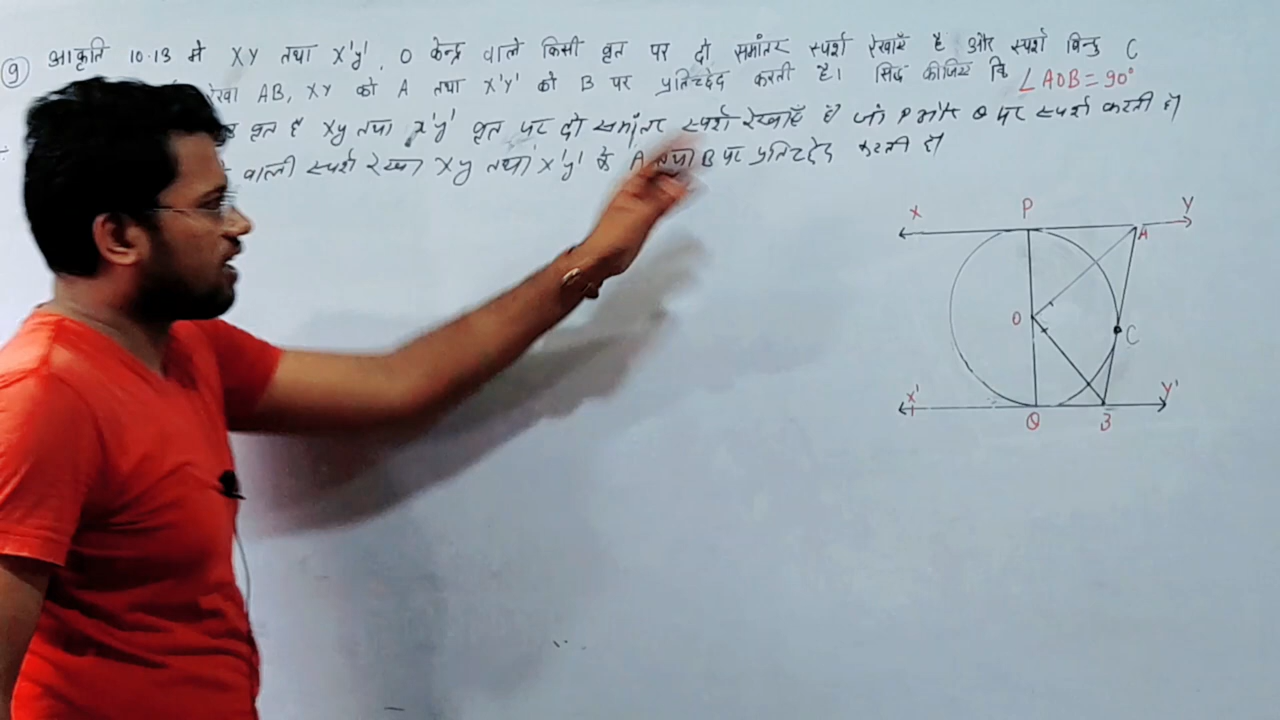 9 आकृति 10.13 में XY तथा X'Y', O केन्द्र वाले किसी वृत पर दो समांतर स्पर्श रेखाएँ है और स्पर्श बिन्दु C
रेखा AB, XY को A तथा X'Y' को B पर प्रतिच्छेद करती है। सिद्ध कीजिए कि ∠AOB = 90°
वृत है XY तथा X'Y' वृत पर दो समांतर स्पर्श रेखाएँ है जो P और Q पर स्पर्श करती हो
वाली स्पर्श रेखा XY तथा X'Y' के A तथा B पर प्रतिच्छेद करती हो
X P Y
A
O C
X' Y'
Q B